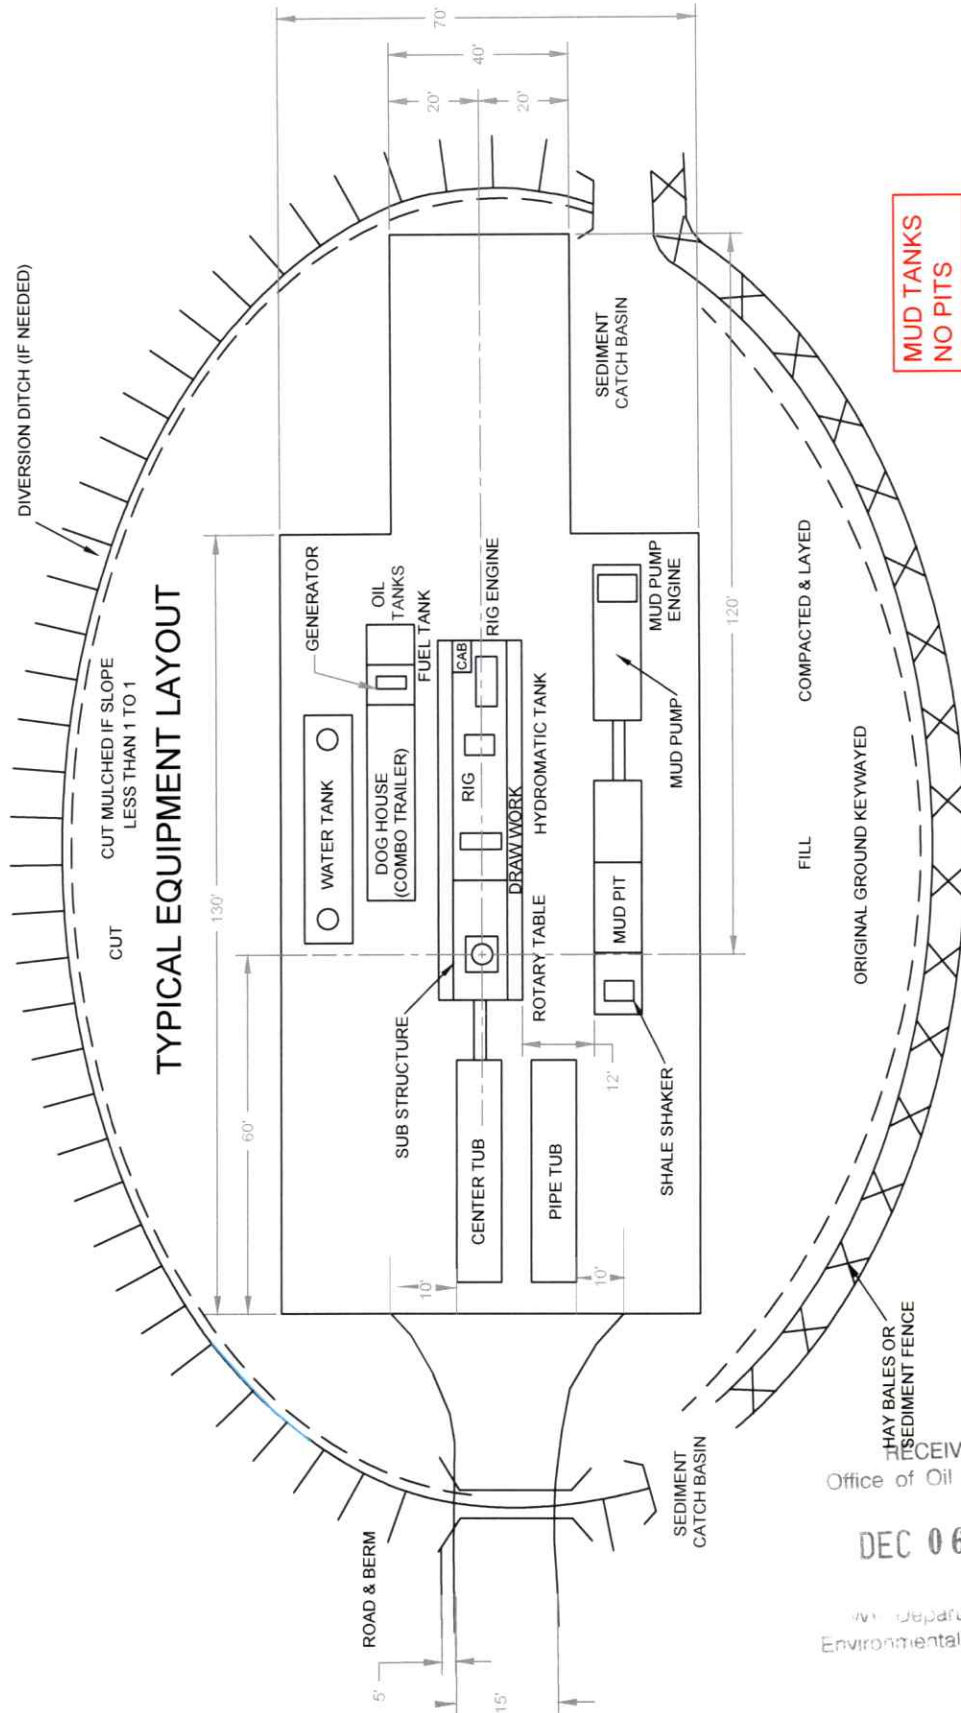 DIVERSION DITCH (IF NEEDED)
CUT
CUT MULCHED IF SLOPE
LESS THAN 1 TO 1
TYPICAL EQUIPMENT LAYOUT
130'
60'
70'
40'
20'
20'
GENERATOR
WATER TANK
OIL
TANKS
FUEL TANK
DOG HOUSE
(COMBO TRAILER)
CAB
RIG ENGINE
RIG
HYDROMATIC TANK
DRAW WORK
SUB STRUCTURE
ROTARY TABLE
CENTER TUB
PIPE TUB
10'
10'
12'
MUD PIT
SHALE SHAKER
MUD PUMP
MUD PUMP
ENGINE
SEDIMENT
CATCH BASIN
120'
FILL
COMPACTED & LAYED
ORIGINAL GROUND KEYWAYED
MUD TANKS
NO PITS
ROAD & BERM
5'
15'
SEDIMENT
CATCH BASIN
HAY BALES OR
SEDIMENT FENCE
RECEIV
Office of Oil
DEC 06
Environmental